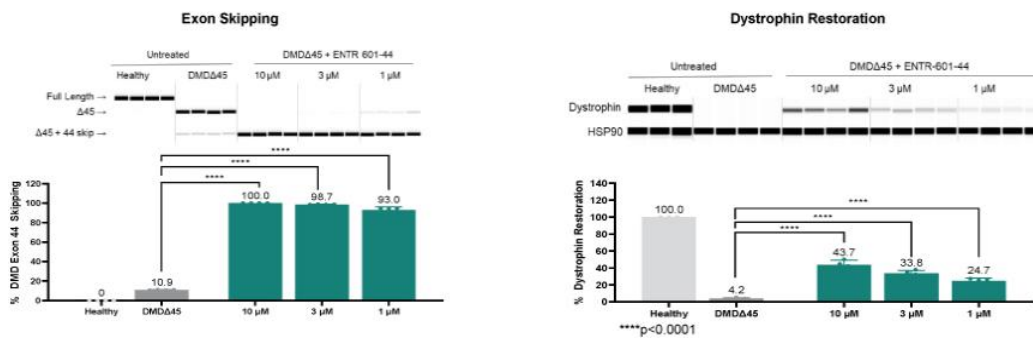 Exon Skipping
Untreated
DMDΔ45 + ENTR 601-44
Healthy
DMDΔ45
10 µM
3 µM
1 µM
Full Length →
Δ45 →
Δ45 + 44 skip →
****
****
****
% DMD Exon 44 Skipping
120
100
80
60
40
20
0
0
10.9
100.0
98.7
93.0
Healthy
DMDΔ45
10 µM
3 µM
1 µM
Dystrophin Restoration
Untreated
DMDΔ45 + ENTR-601-44
Healthy
DMDΔ45
10 µM
3 µM
1 µM
Dystrophin
HSP90
% Dystrophin Restoration
140
120
100
80
60
40
20
0
****
****
****
100.0
4.2
43.7
33.8
24.7
Healthy
DMDΔ45
10 µM
3 µM
1 µM
****p<0.0001